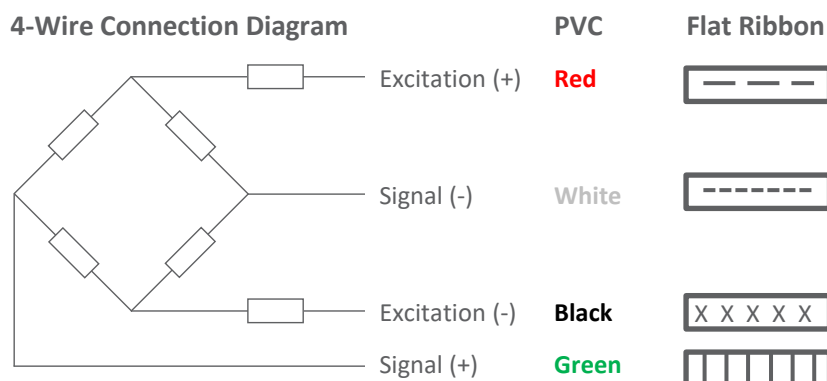 4-Wire Connection Diagram PVC Flat Ribbon
Excitation (+) Red
Signal (-) White
Excitation (-) Black X X X X X
Signal (+) Green